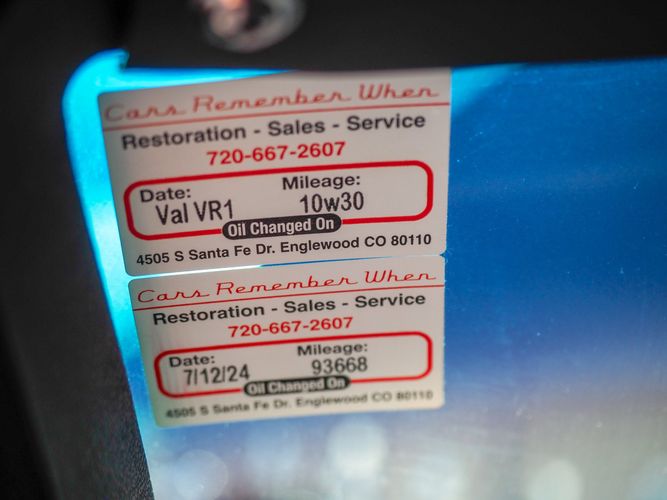 Cars Remember When
Restoration - Sales - Service
720-667-2607
Date: Mileage:
Val VR1 10w30
Oil Changed On
4505 S Santa Fe Dr. Englewood CO 80110
Cars Remember When
Restoration - Sales - Service
720-667-2607
Date: Mileage:
7/12/24 93668
Oil Changed On
4505 S Santa Fe Dr. Englewood CO 80110